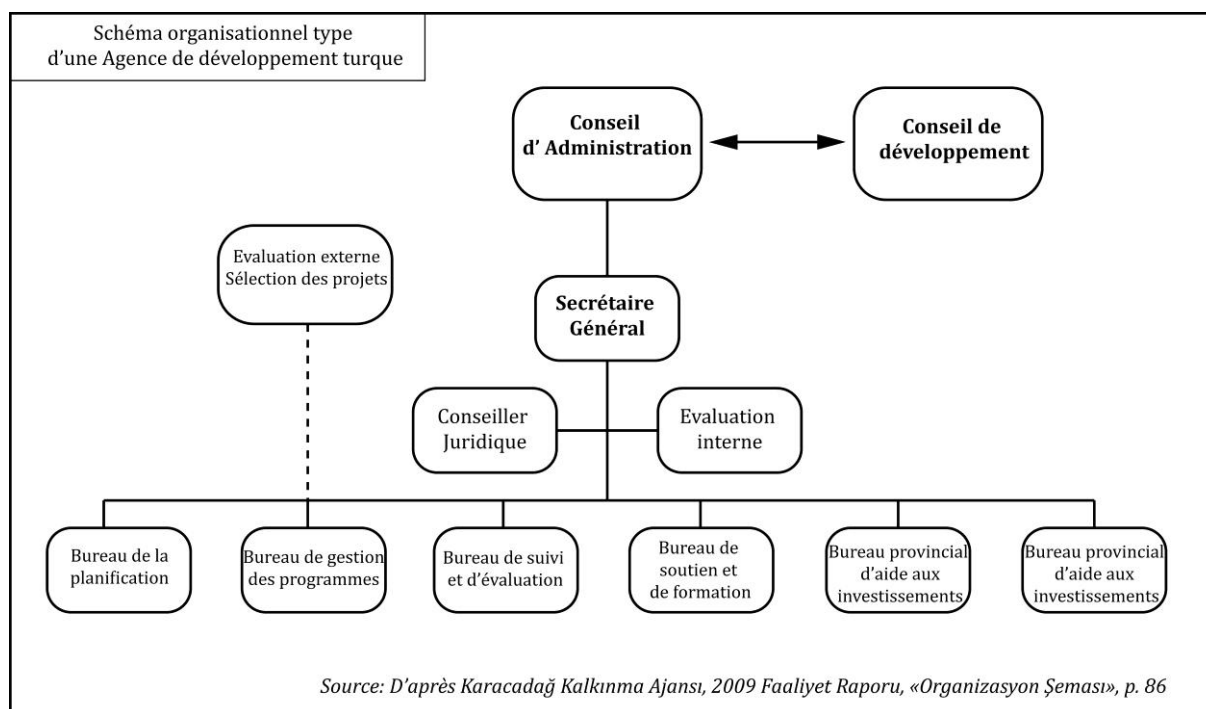 Schéma organisationnel type
d'une Agence de développement turque
Conseil
d' Administration
Conseil de
développement
Evaluation externe
Sélection des projets
Secrétaire
Général
Conseiller
Juridique
Evaluation
interne
Bureau de la
planification
Bureau de gestion
des programmes
Bureau de suivi
et d'évaluation
Bureau de
soutien et
de formation
Bureau provincial
d'aide aux
investissements
Bureau provincial
d'aide aux
investissements
Source: D'après Karacadağ Kalkınma Ajansı, 2009 Faaliyet Raporu, «Organizasyon Şeması», p. 86